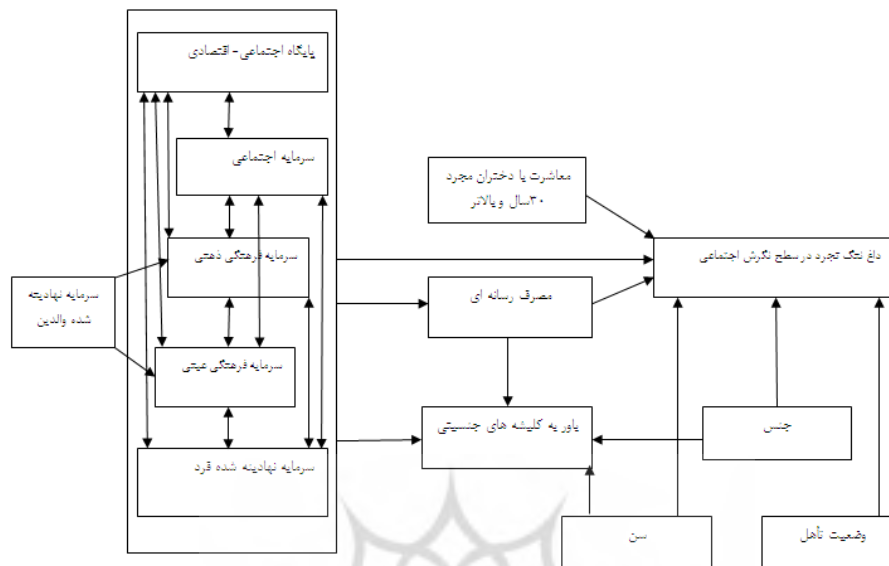 پایگاه اجتماعی- اقتصادی
سرمایه اجتماعی
معاشرت با دختران مجرد
۳۰سال و بالاتر
سرمایه فرهنگی ذهنی
داغ ننگ تجرد در سطح نگرش اجتماعی
سرمایه نهادینه
شده والدین
مصرف رسانه ای
سرمایه فرهنگی عینی
باور به کلیشه های جنسیتی
جنس
سرمایه نهادینه شده فرد
سن
وضعیت تأهل